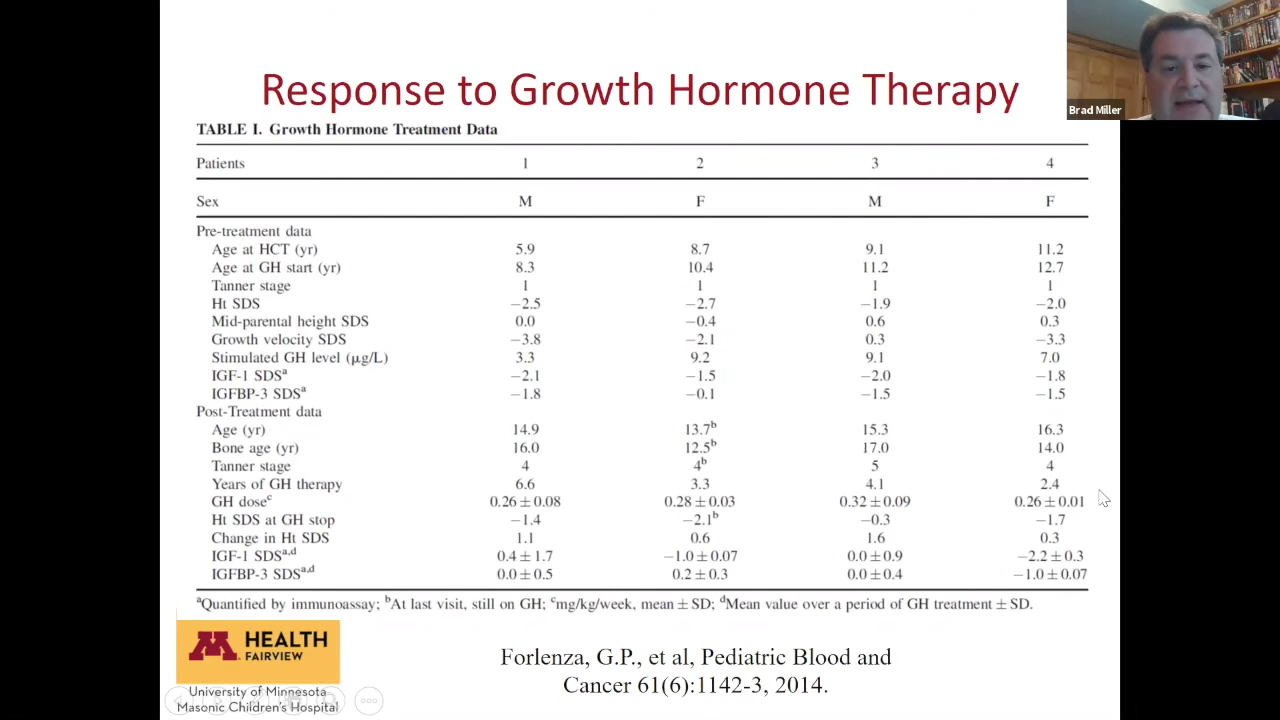 Response to Growth Hormone Therapy
Brad Miller
TABLE I. Growth Hormone Treatment Data
Patients 1 2 3 4
Sex M F M F
Pre-treatment data
Age at HCT (yr) 5.9 8.7 9.1 11.2
Age at GH start (yr) 8.3 10.4 11.2 12.7
Tanner stage 1 1 1 1
Ht SDS −2.5 −2.7 −1.9 −2.0
Mid-parental height SDS 0.0 −0.4 0.6 0.3
Growth velocity SDS −3.8 −2.1 0.3 −3.3
Stimulated GH level (μg/L) 3.3 9.2 9.1 7.0
IGF-1 SDSᵃ −2.1 −1.5 −2.0 −1.8
IGFBP-3 SDSᵃ −1.8 −0.1 −1.5 −1.5
Post-Treatment data
Age (yr) 14.9 13.7ᵇ 15.3 16.3
Bone age (yr) 16.0 12.5ᵇ 17.0 14.0
Tanner stage 4 4ᵇ 5 4
Years of GH therapy 6.6 3.3 4.1 2.4
GH doseᶜ 0.26 ± 0.08 0.28 ± 0.03 0.32 ± 0.09 0.26 ± 0.01
Ht SDS at GH stop −1.4 −2.1ᵇ −0.3 −1.7
Change in Ht SDS 1.1 0.6 1.6 0.3
IGF-1 SDSᵃ,ᵈ 0.4 ± 1.7 −1.0 ± 0.07 0.0 ± 0.9 −2.2 ± 0.3
IGFBP-3 SDSᵃ,ᵈ 0.0 ± 0.5 0.2 ± 0.3 0.0 ± 0.4 −1.0 ± 0.07
ᵃQuantified by immunoassay; ᵇAt last visit, still on GH; ᶜmg/kg/week, mean ± SD; ᵈMean value over a period of GH treatment ± SD.
M HEALTH
FAIRVIEW
University of Minnesota
Masonic Children's Hospital
Forlenza, G.P., et al, Pediatric Blood and
Cancer 61(6):1142-3, 2014.